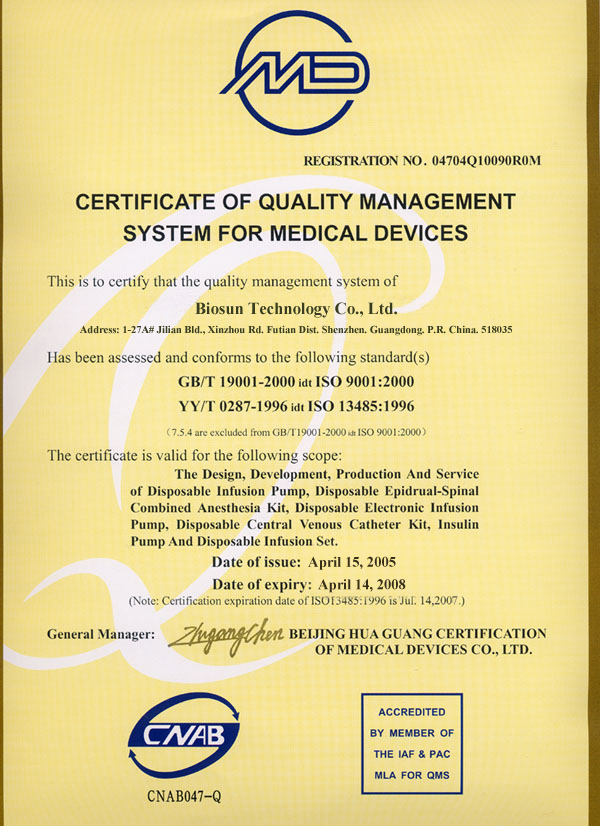 MD
REGISTRATION NO. 04704Q10090R0M
CERTIFICATE OF QUALITY MANAGEMENT
SYSTEM FOR MEDICAL DEVICES
This is to certify that the quality management system of
Biosun Technology Co., Ltd.
Address: 1-27A# Jilian Bld., Xinzhou Rd. Futian Dist. Shenzhen. Guangdong. P.R. China. 518035
Has been assessed and conforms to the following standard(s)
GB/T 19001-2000 idt ISO 9001:2000
YY/T 0287-1996 idt ISO 13485:1996
(7.5.4 are excluded from GB/T19001-2000 idt ISO 9001:2000)
The certificate is valid for the following scope:
The Design, Development, Production And Service
of Disposable Infusion Pump, Disposable Epidrual-Spinal
Combined Anesthesia Kit, Disposable Electronic Infusion
Pump, Disposable Central Venous Catheter Kit, Insulin
Pump And Disposable Infusion Set.
Date of issue: April 15, 2005
Date of expiry: April 14, 2008
(Note: Certification expiration date of ISO13485:1996 is Jul. 14,2007.)
General Manager: ZhigangChen BEIJING HUA GUANG CERTIFICATION
OF MEDICAL DEVICES CO., LTD.
CNAB
CNAB047-Q
ACCREDITED
BY MEMBER OF
THE IAF & PAC
MLA FOR QMS